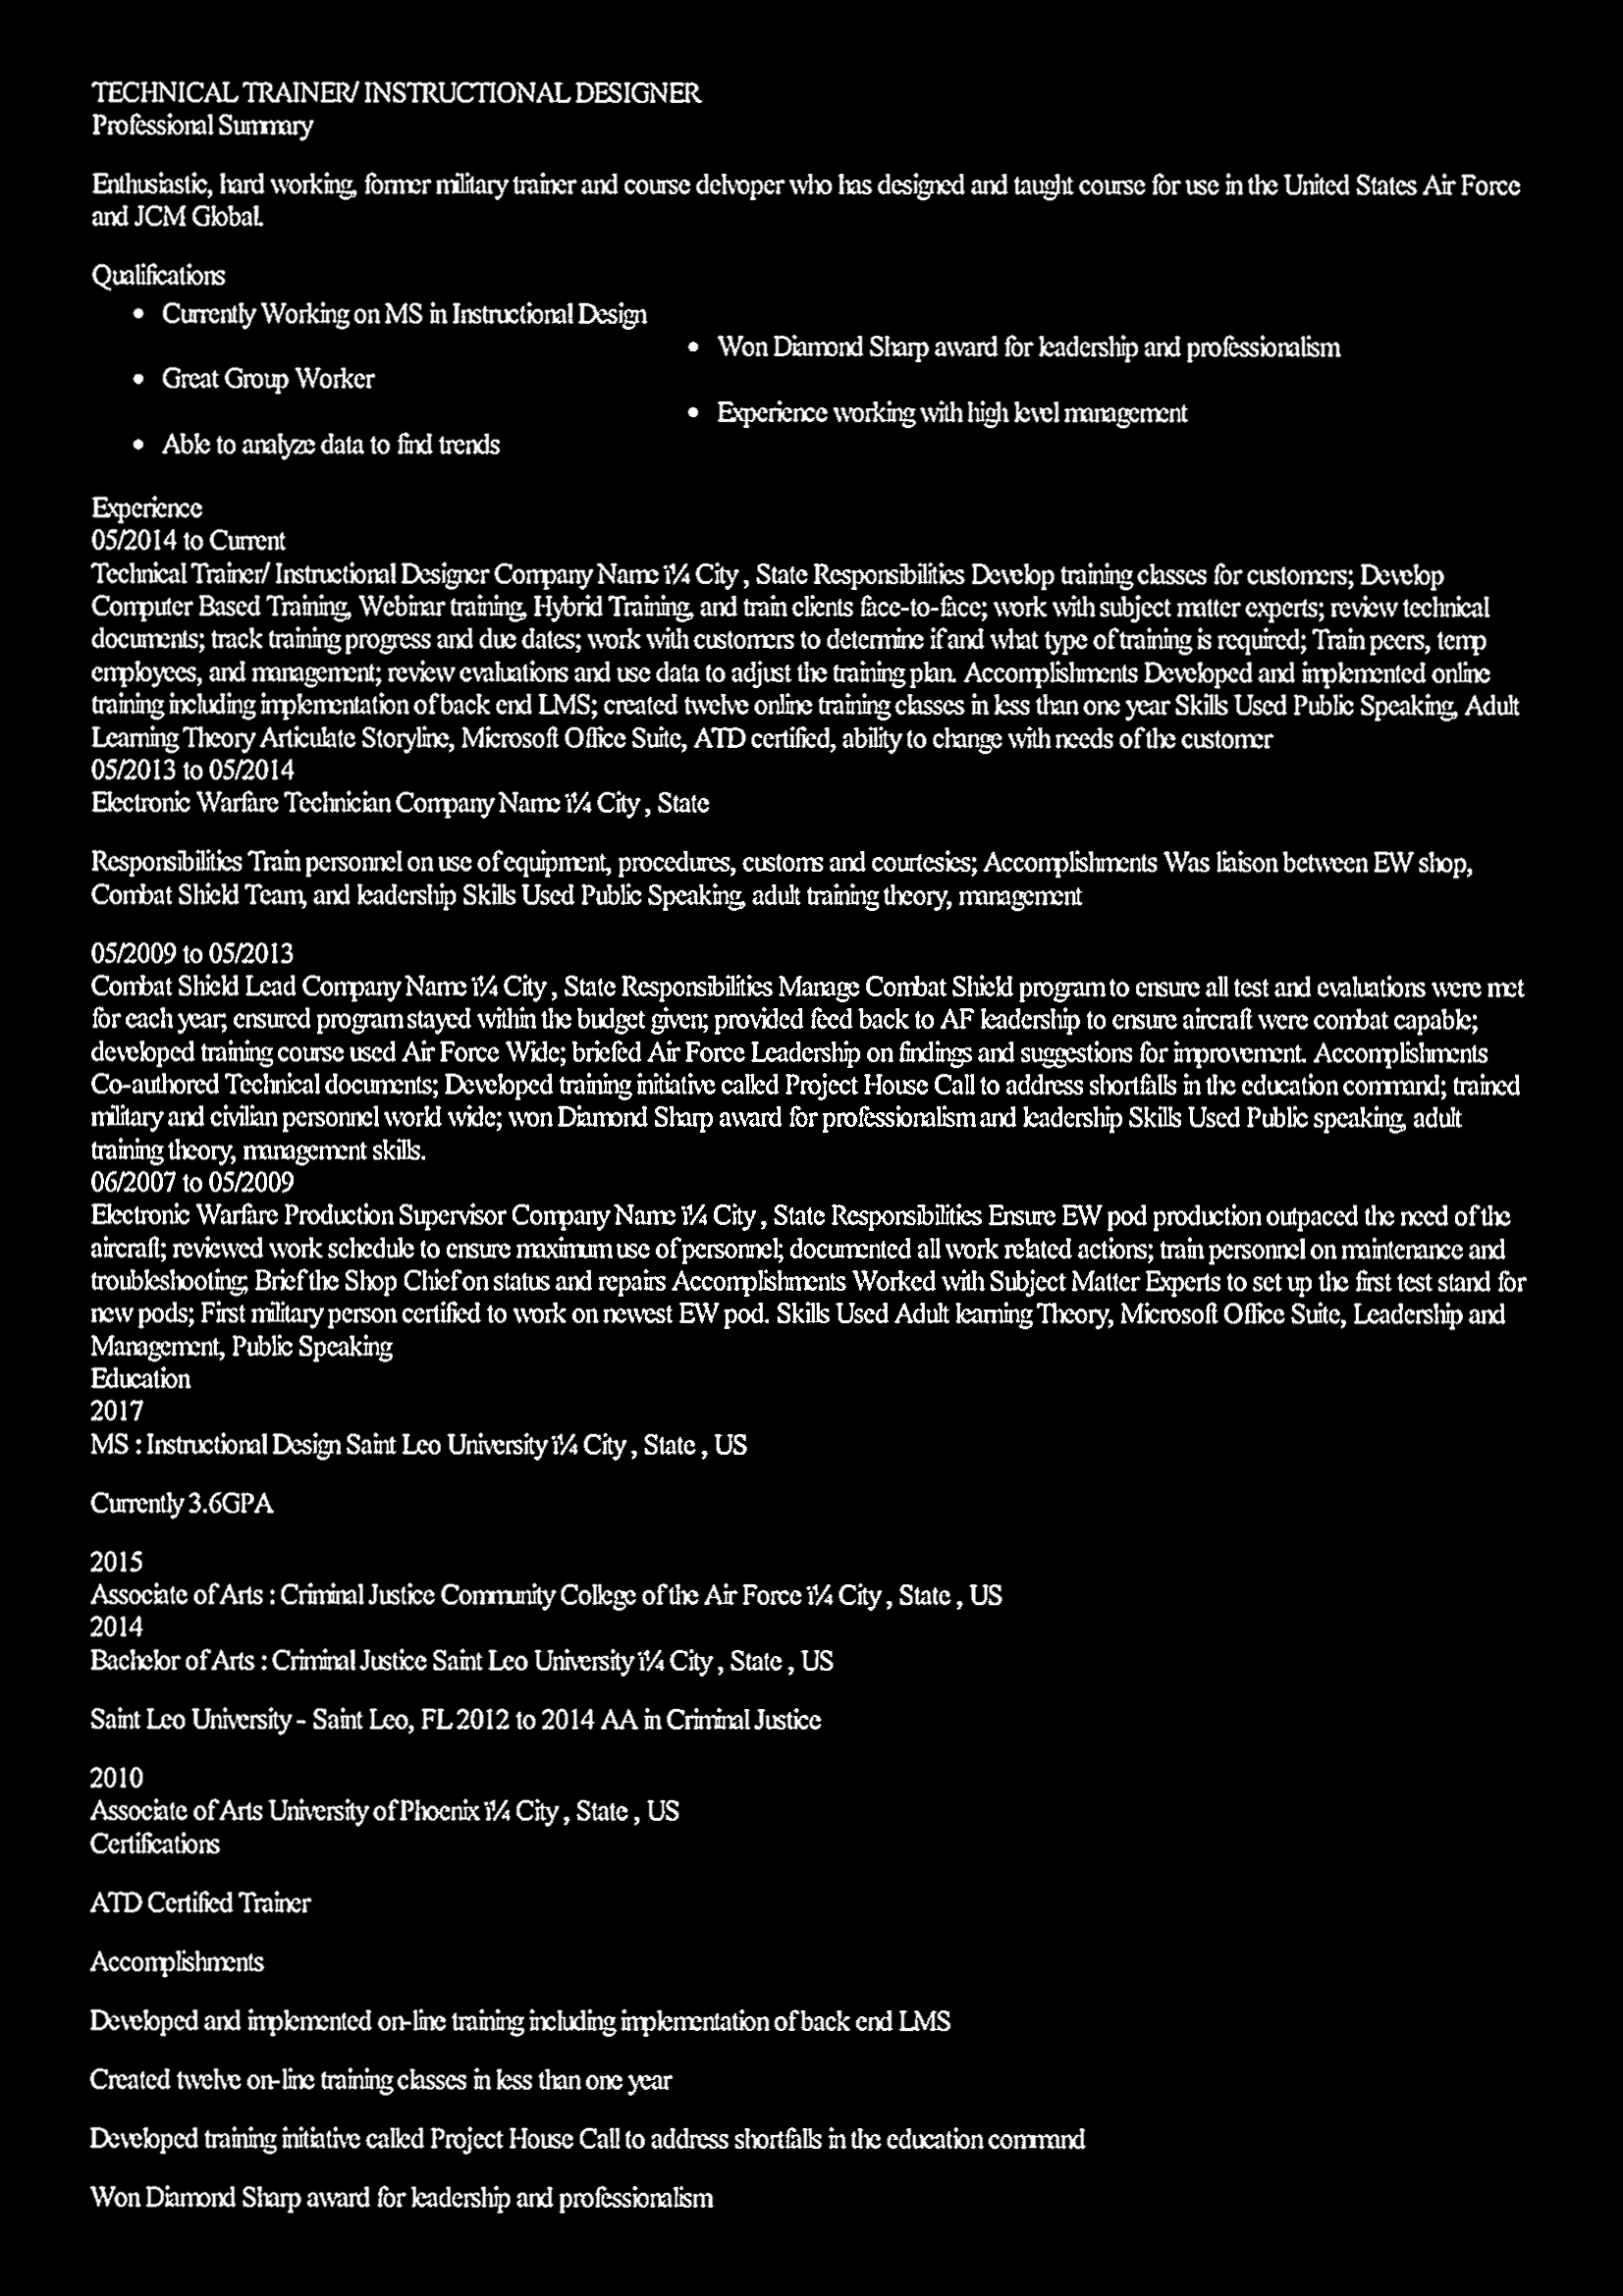 TECHNICAL TRAINER/ INSTRUCTIONAL DESIGNER
Professional Summary
Enthusiastic, hard working, former military trainer and course delvoper who has designed and taught course for use in the United States Air Force
and JCM Global.
Qualifications
• Currently Working on MS in Instructional Design
• Won Diamond Sharp award for leadership and professionalism
• Great Group Worker
• Experience working with high level management
• Able to analyze data to find trends
Experience
05/2014 to Current
Technical Trainer/ Instructional Designer Company Name ï¼ City , State Responsibilities Develop training classes for customers; Develop
Computer Based Training, Webinar training, Hybrid Training, and train clients face-to-face; work with subject matter experts; review technical
documents; track training progress and due dates; work with customers to determine if and what type of training is required; Train peers, temp
employees, and management; review evaluations and use data to adjust the training plan. Accomplishments Developed and implemented online
training including implementation of back end LMS; created twelve online training classes in less than one year Skills Used Public Speaking, Adult
Learning Theory Articulate Storyline, Microsoft Office Suite, ATD certified, ability to change with needs of the customer
05/2013 to 05/2014
Electronic Warfare Technician Company Name ï¼ City , State
Responsibilities Train personnel on use of equipment, procedures, customs and courtesies; Accomplishments Was liaison between EW shop,
Combat Shield Team, and leadership Skills Used Public Speaking, adult training theory, management
05/2009 to 05/2013
Combat Shield Lead Company Name ï¼ City , State Responsibilities Manage Combat Shield program to ensure all test and evaluations were met
for each year; ensured program stayed within the budget given; provided feed back to AF leadership to ensure aircraft were combat capable;
developed training course used Air Force Wide; briefed Air Force Leadership on findings and suggestions for improvement. Accomplishments
Co-authored Technical documents; Developed training initiative called Project House Call to address shortfalls in the education command; trained
military and civilian personnel world wide; won Diamond Sharp award for professionalism and leadership Skills Used Public speaking, adult
training theory, management skills.
06/2007 to 05/2009
Electronic Warfare Production Supervisor Company Name ï¼ City , State Responsibilities Ensure EW pod production outpaced the need of the
aircraft; reviewed work schedule to ensure maximum use of personnel; documented all work related actions; train personnel on maintenance and
troubleshooting; Brief the Shop Chief on status and repairs Accomplishments Worked with Subject Matter Experts to set up the first test stand for
new pods; First military person certified to work on newest EW pod. Skills Used Adult learning Theory, Microsoft Office Suite, Leadership and
Management, Public Speaking
Education
2017
MS : Instructional Design Saint Leo University ï¼ City , State , US
Currently 3.6GPA
2015
Associate of Arts : Criminal Justice Community College of the Air Force ï¼ City , State , US
2014
Bachelor of Arts : Criminal Justice Saint Leo University ï¼ City , State , US
Saint Leo University - Saint Leo, FL 2012 to 2014 AA in Criminal Justice
2010
Associate of Arts University of Phoenix ï¼ City , State , US
Certifications
ATD Certified Trainer
Accomplishments
Developed and implemented on-line training including implementation of back end LMS
Created twelve on-line training classes in less than one year
Developed training initiative called Project House Call to address shortfalls in the education command
Won Diamond Sharp award for leadership and professionalism